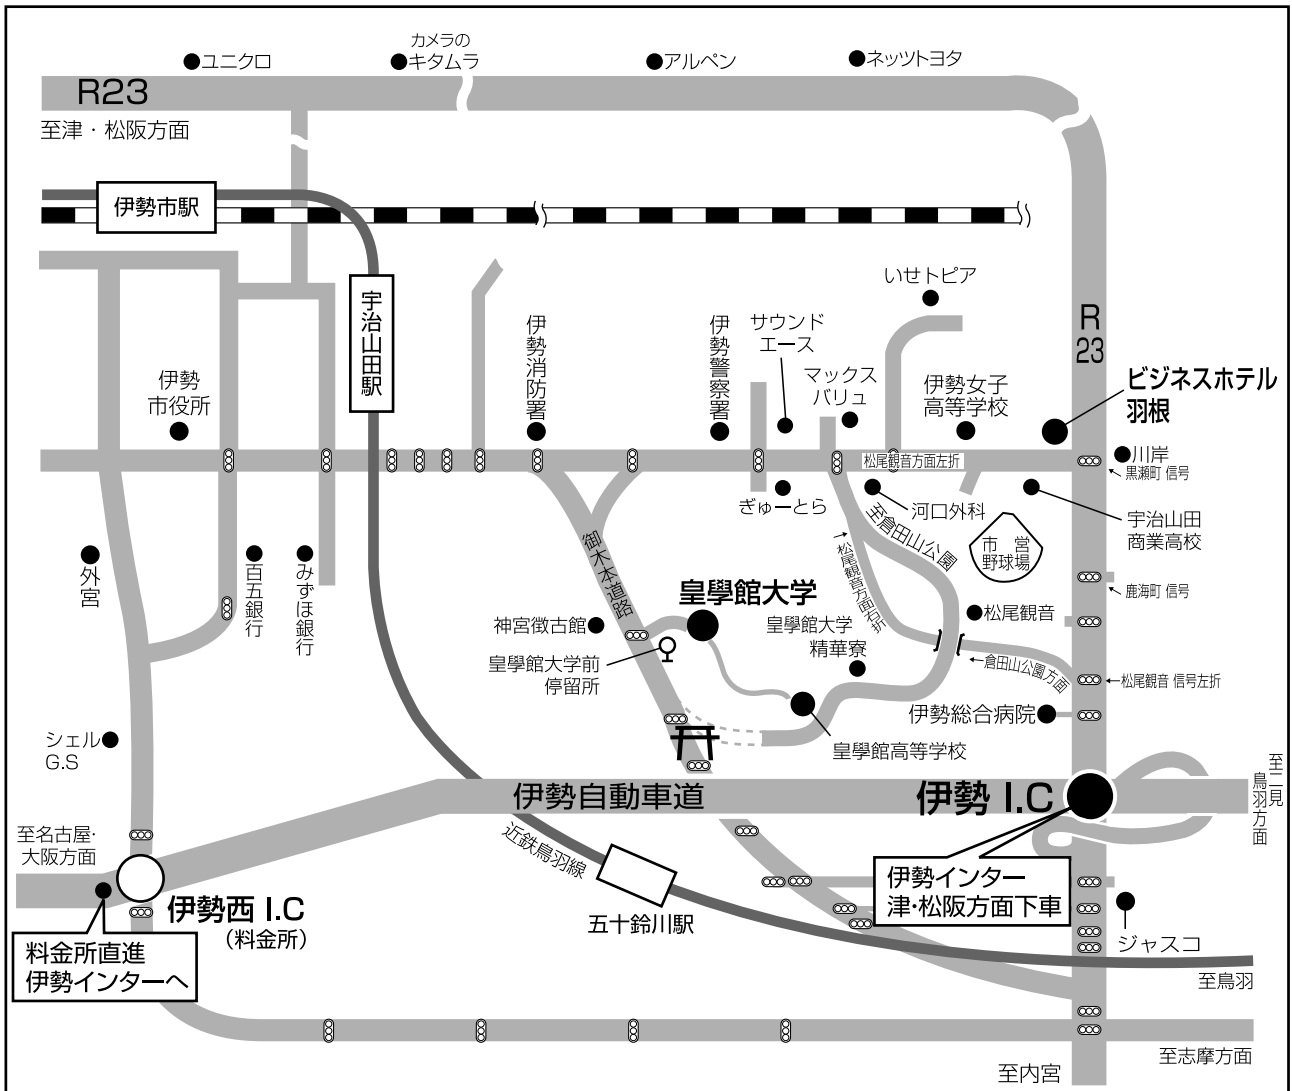 ユニクロ
カメラの
キタムラ
アルペン
ネッツトヨタ
R23
至津・松阪方面
伊勢市駅
宇治山田駅
いせトピア
サウンド
エース
マックス
バリュ
伊勢消防署
伊勢警察署
伊勢女子
高等学校
R
23
ビジネスホテル
羽根
伊勢
市役所
松尾観音方面左折
川岸
黒瀬町 信号
ぎゅーとら
河口外科
宇治山田
商業高校
至倉田山公園
市 営
野球場
外宮
百五銀行
みずほ銀行
御木本道路
→松尾観音方面右折
鹿海町 信号
皇學館大学
松尾観音
神宮徴古館
皇學館大学
精華寮
皇學館大学前
停留所
←倉田山公園方面
松尾観音 信号左折
伊勢総合病院
シェル
G.S
皇學館高等学校
至二見
鳥羽方面
伊勢自動車道
伊勢 I.C
至名古屋・
大阪方面
近鉄鳥羽線
伊勢インター
津・松阪方面下車
伊勢西 I.C
(料金所)
五十鈴川駅
ジャスコ
料金所直進
伊勢インターへ
至鳥羽
至志摩方面
至内宮